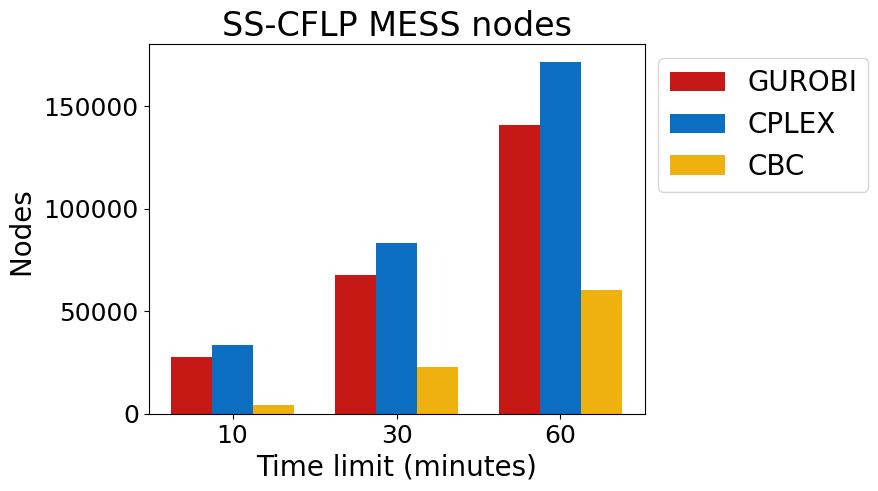 SS-CFLP MESS nodes
GUROBI
CPLEX
CBC
150000
100000
50000
0
Nodes
10 30 60
Time limit (minutes)